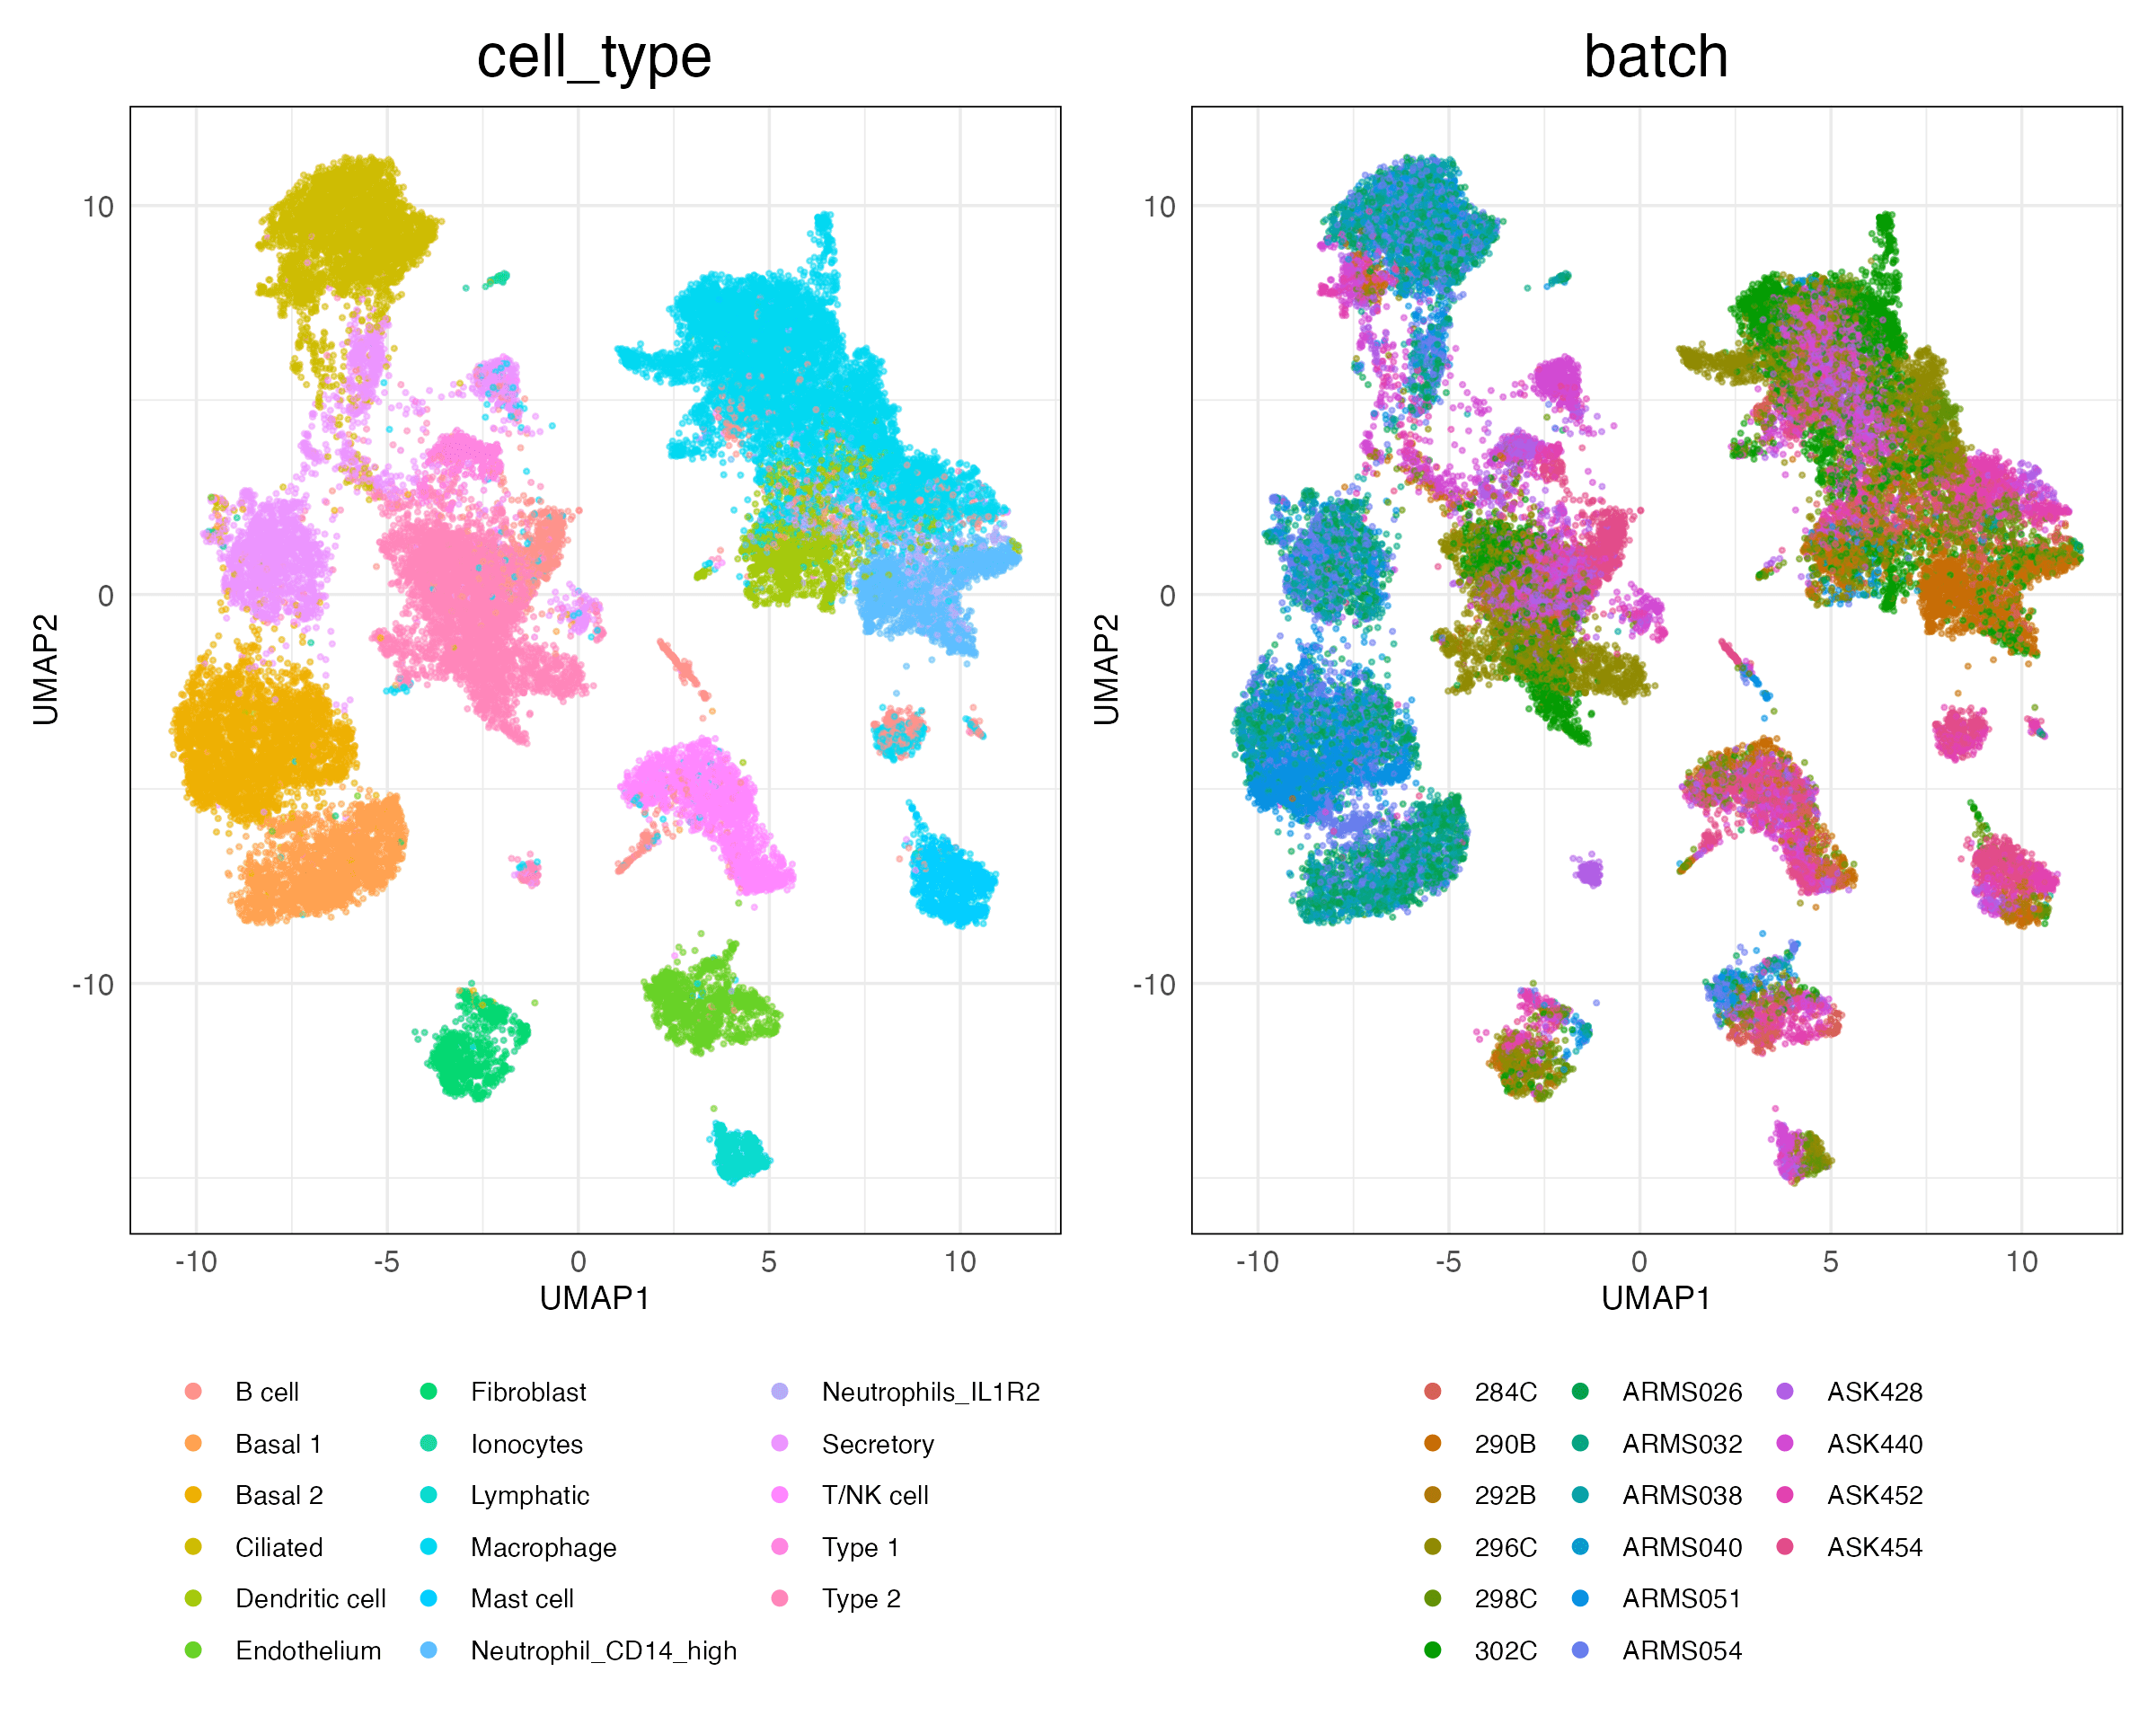 cell_type
batch
10
0
-10
UMAP2
-10
-5
0
5
10
UMAP1
10
0
-10
UMAP2
-10
-5
0
5
10
UMAP1
B cell
Basal 1
Basal 2
Ciliated
Dendritic cell
Endothelium
Fibroblast
Ionocytes
Lymphatic
Macrophage
Mast cell
Neutrophil_CD14_high
Neutrophils_IL1R2
Secretory
T/NK cell
Type 1
Type 2
284C
290B
292B
296C
298C
302C
ARMS026
ARMS032
ARMS038
ARMS040
ARMS051
ARMS054
ASK428
ASK440
ASK452
ASK454